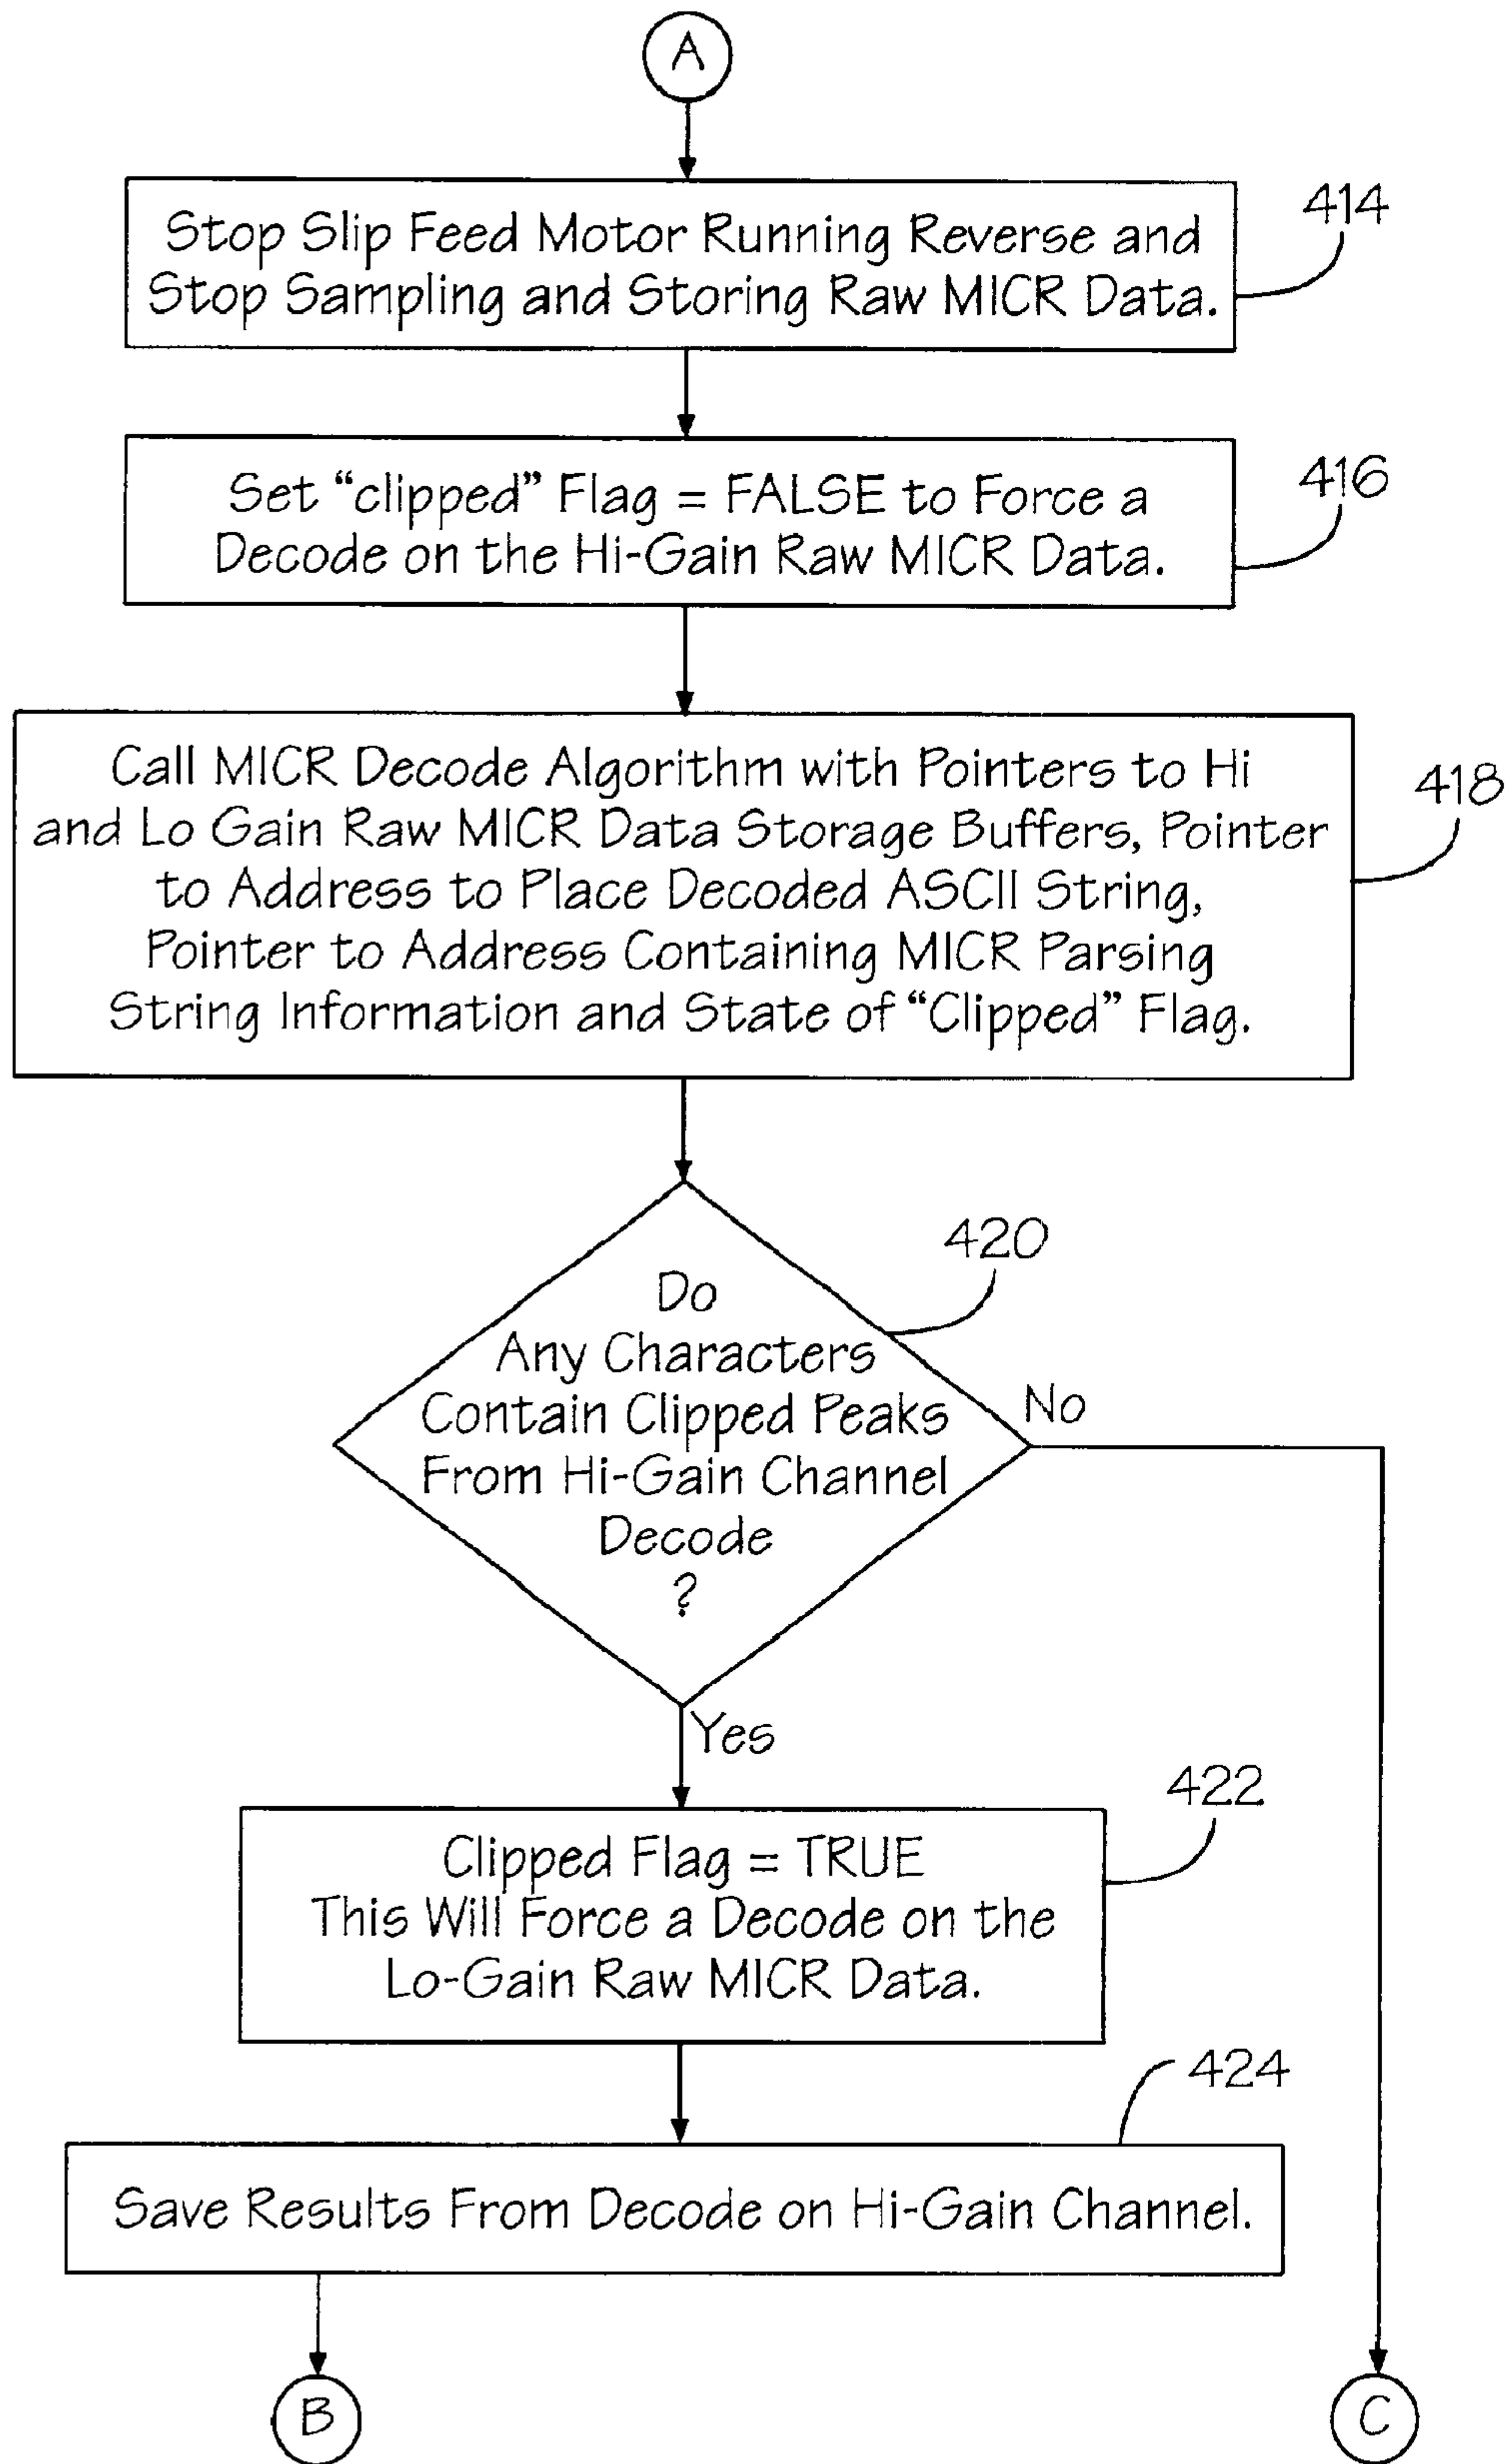 A
Stop Slip Feed Motor Running Reverse and
Stop Sampling and Storing Raw MICR Data.
414
Set “clipped” Flag = FALSE to Force a
Decode on the Hi-Gain Raw MICR Data.
416
Call MICR Decode Algorithm with Pointers to Hi
and Lo Gain Raw MICR Data Storage Buffers, Pointer
to Address to Place Decoded ASCII String,
Pointer to Address Containing MICR Parsing
String Information and State of “Clipped” Flag.
418
Do
Any Characters
Contain Clipped Peaks
From Hi-Gain Channel
Decode
?
420
No
Yes
Clipped Flag = TRUE
This Will Force a Decode on the
Lo-Gain Raw MICR Data.
422
424
Save Results From Decode on Hi-Gain Channel.
B
C